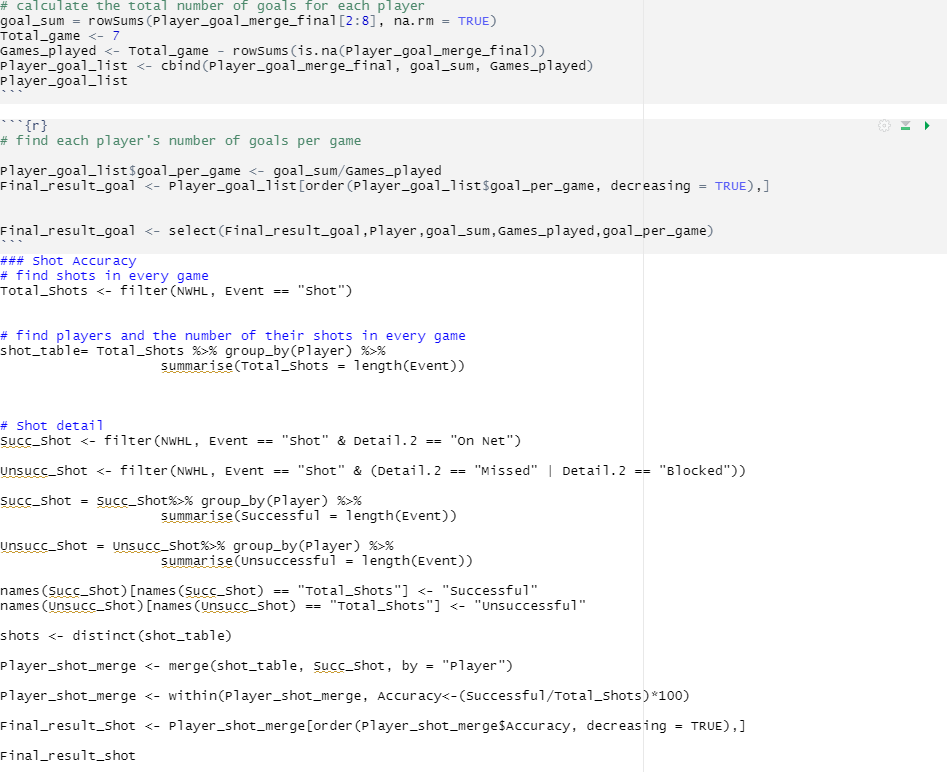 # calculate the total number of goals for each player
goal_sum = rowSums(Player_goal_merge_final[2:8], na.rm = TRUE)
Total_game <- 7
Games_played <- Total_game - rowSums(is.na(Player_goal_merge_final))
Player_goal_list <- cbind(Player_goal_merge_final, goal_sum, Games_played)
Player_goal_list
```
```{r}
# find each player's number of goals per game
Player_goal_list$goal_per_game <- goal_sum/Games_played
Final_result_goal <- Player_goal_list[order(Player_goal_list$goal_per_game, decreasing = TRUE),]
Final_result_goal <- select(Final_result_goal,Player,goal_sum,Games_played,goal_per_game)
```
### Shot Accuracy
# find shots in every game
Total_Shots <- filter(NWHL, Event == "Shot")
# find players and the number of their shots in every game
shot_table= Total_Shots %>% group_by(Player) %>%
summarise(Total_Shots = length(Event))
# Shot detail
Succ_Shot <- filter(NWHL, Event == "Shot" & Detail.2 == "On Net")
Unsucc_Shot <- filter(NWHL, Event == "Shot" & (Detail.2 == "Missed" | Detail.2 == "Blocked"))
Succ_Shot = Succ_Shot%>% group_by(Player) %>%
summarise(Successful = length(Event))
Unsucc_Shot = Unsucc_Shot%>% group_by(Player) %>%
summarise(Unsuccessful = length(Event))
names(Succ_Shot)[names(Succ_Shot) == "Total_Shots"] <- "Successful"
names(Unsucc_Shot)[names(Unsucc_Shot) == "Total_Shots"] <- "Unsuccessful"
shots <- distinct(shot_table)
Player_shot_merge <- merge(shot_table, Succ_Shot, by = "Player")
Player_shot_merge <- within(Player_shot_merge, Accuracy<-(Successful/Total_Shots)*100)
Final_result_Shot <- Player_shot_merge[order(Player_shot_merge$Accuracy, decreasing = TRUE),]
Final_result_shot